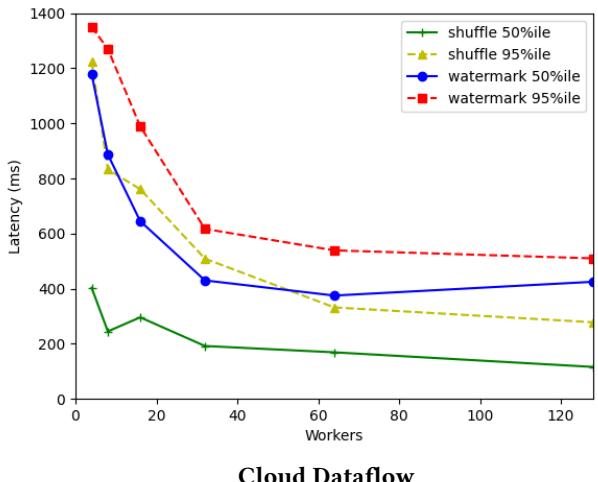 1400
1200
1000
800
600
400
200
0
Latency (ms)
shuffle 50%ile
shuffle 95%ile
watermark 50%ile
watermark 95%ile
0 20 40 60 80 100 120
Workers
Cloud Dataflow